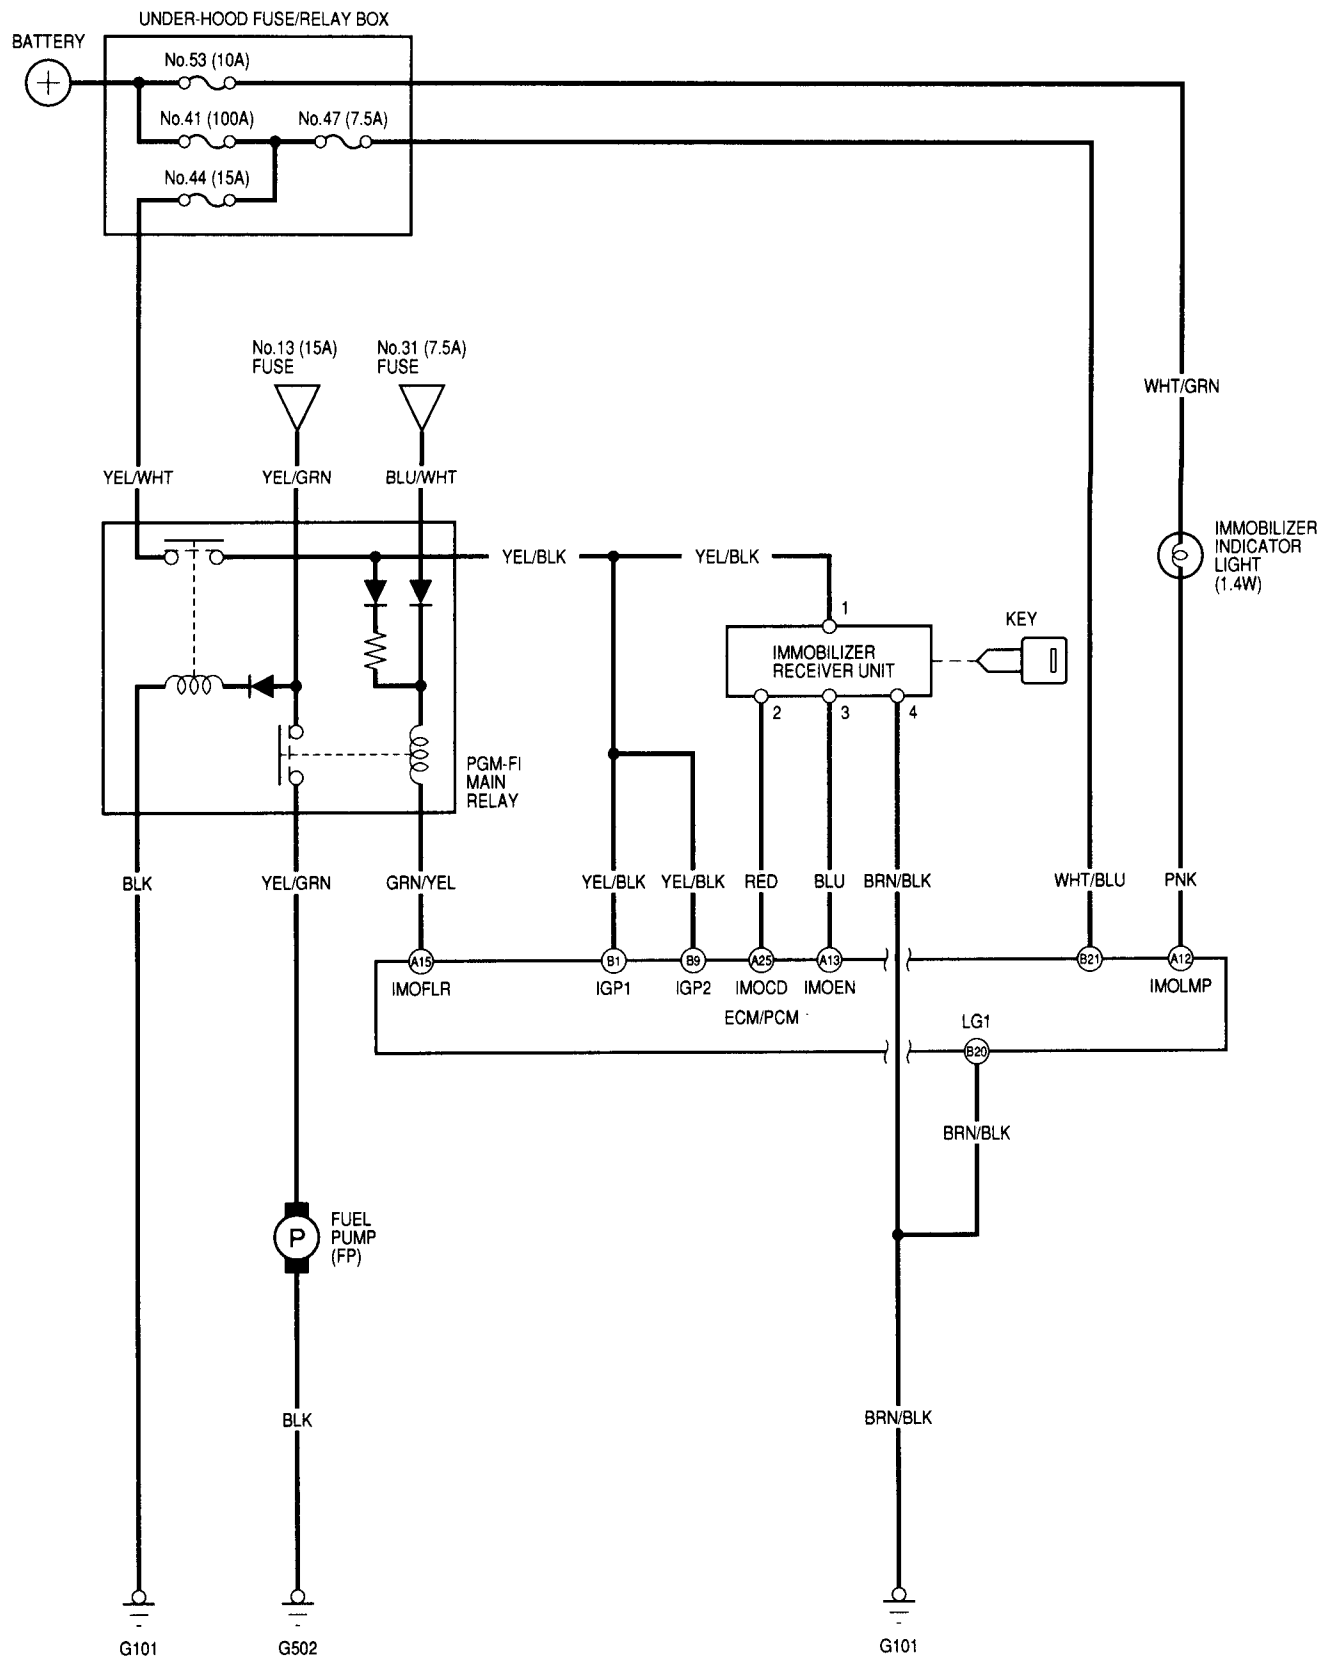 UNDER-HOOD FUSE/RELAY BOX
BATTERY
+
No.53 (10A)
No.41 (100A)
No.47 (7.5A)
No.44 (15A)
No.13 (15A)
FUSE
No.31 (7.5A)
FUSE
WHT/GRN
YEL/WHT
YEL/GRN
BLU/WHT
YEL/BLK
YEL/BLK
IMMOBILIZER
INDICATOR
LIGHT
(1.4W)
1
KEY
IMMOBILIZER
RECEIVER UNIT
2
3
4
PGM-FI
MAIN
RELAY
BLK
YEL/GRN
GRN/YEL
YEL/BLK
YEL/BLK
RED
BLU
BRN/BLK
WHT/BLU
PNK
A15
B1
B9
A25
A13
B21
A12
IMOFLR
IGP1
IGP2
IMOCD
IMOEN
IMOLMP
ECM/PCM
LG1
B20
BRN/BLK
P
FUEL
PUMP
(FP)
BLK
BRN/BLK
G101
G502
G101